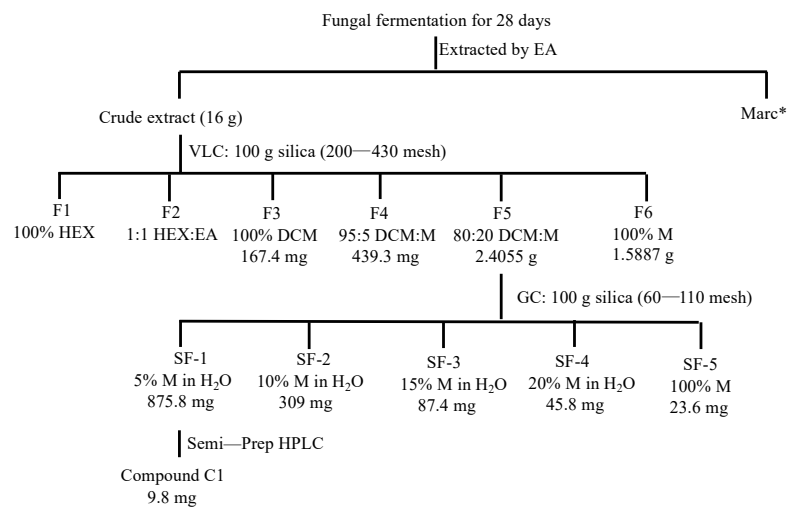 Fungal fermentation for 28 days
Extracted by EA
Crude extract (16 g)
Marc*
VLC: 100 g silica (200—430 mesh)
F1
100% HEX
F2
1:1 HEX:EA
F3
100% DCM
167.4 mg
F4
95:5 DCM:M
439.3 mg
F5
80:20 DCM:M
2.4055 g
F6
100% M
1.5887 g
GC: 100 g silica (60—110 mesh)
SF-1
5% M in H₂O
875.8 mg
SF-2
10% M in H₂O
309 mg
SF-3
15% M in H₂O
87.4 mg
SF-4
20% M in H₂O
45.8 mg
SF-5
100% M
23.6 mg
Semi—Prep HPLC
Compound C1
9.8 mg